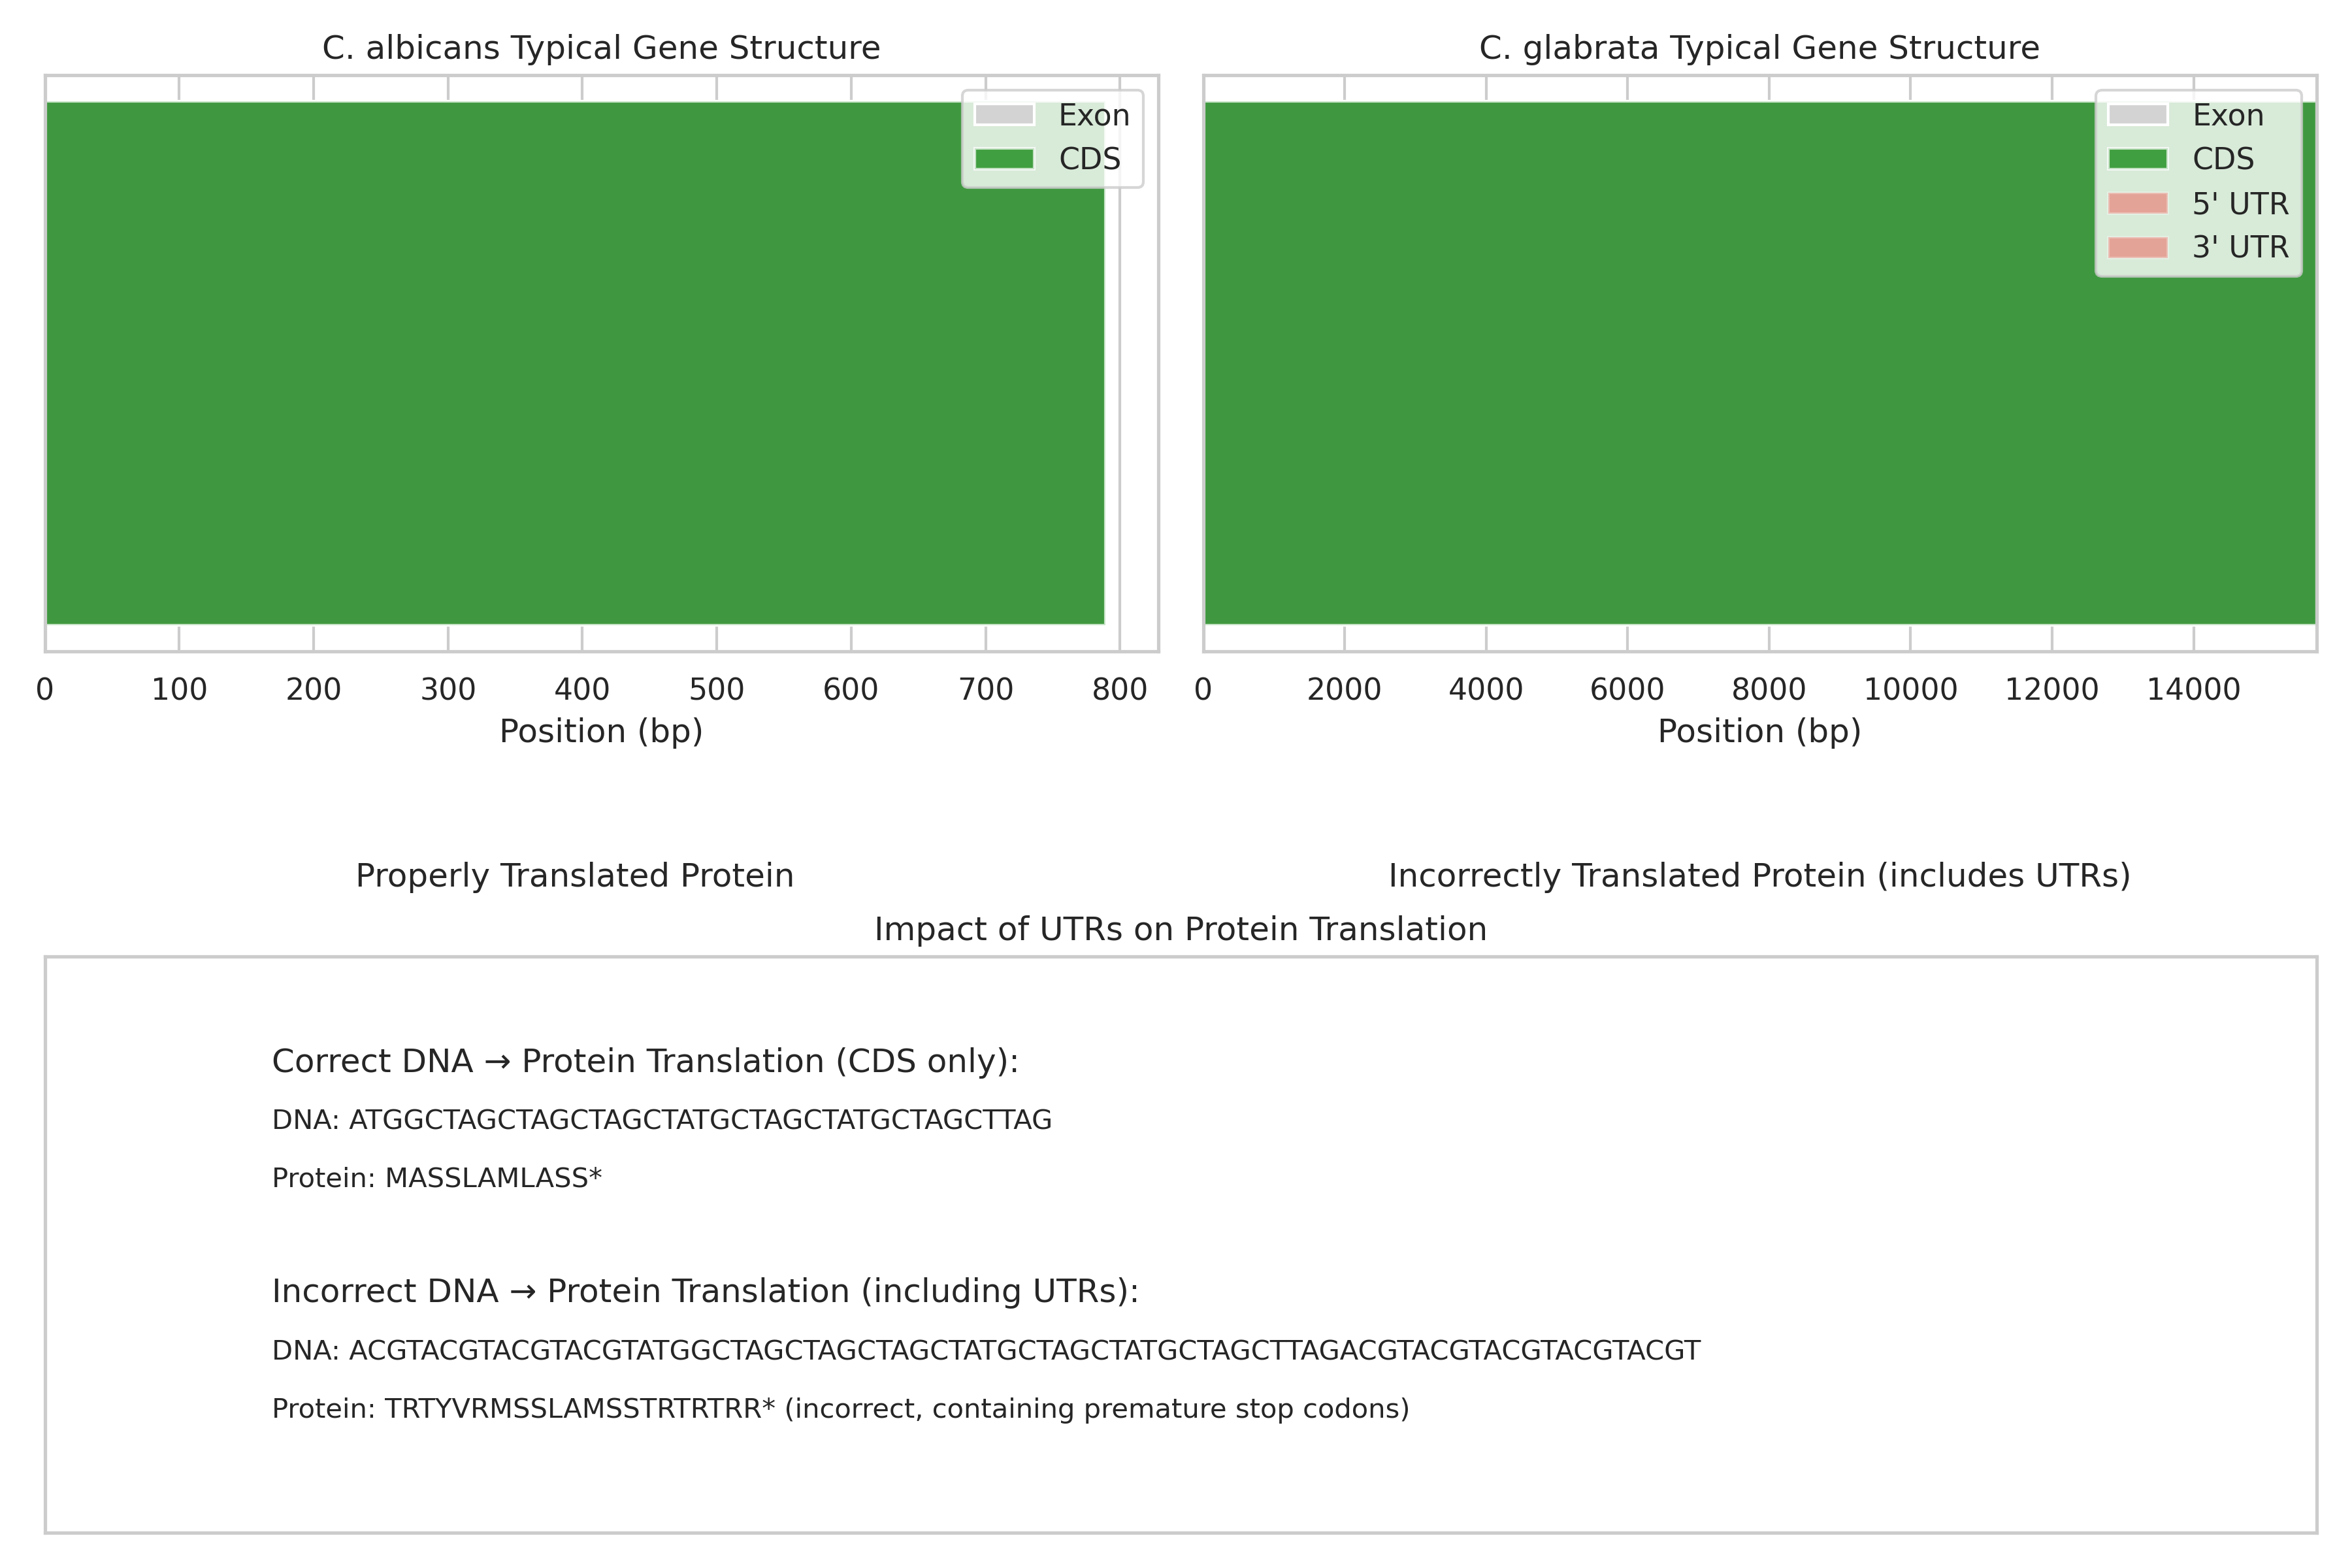 C. albicans Typical Gene Structure
Exon
CDS
0 100 200 300 400 500 600 700 800
Position (bp)
C. glabrata Typical Gene Structure
Exon
CDS
5' UTR
3' UTR
0 2000 4000 6000 8000 10000 12000 14000
Position (bp)
Properly Translated Protein
Incorrectly Translated Protein (includes UTRs)
Impact of UTRs on Protein Translation
Correct DNA → Protein Translation (CDS only):
DNA: ATGGCTAGCTAGCTAGCTATGCTAGCTATGCTAGCTTAG
Protein: MASSLAMLASS*
Incorrect DNA → Protein Translation (including UTRs):
DNA: ACGTACGTACGTACGTATGGCTAGCTAGCTAGCTATGCTAGCTATGCTAGCTTAGACGTACGTACGTACGTACGT
Protein: TRTYVRMSSLAMSSTRTRTRR* (incorrect, containing premature stop codons)